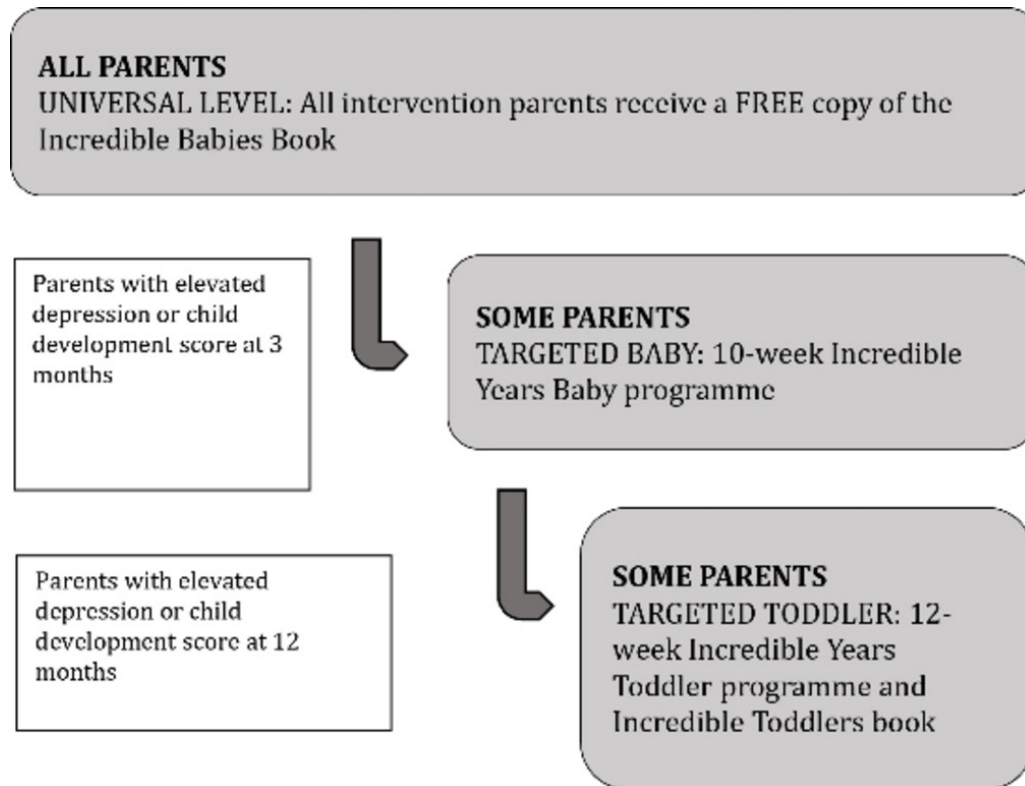 ALL PARENTS
UNIVERSAL LEVEL: All intervention parents receive a FREE copy of the
Incredible Babies Book
Parents with elevated
depression or child
development score at 3
months
SOME PARENTS
TARGETED BABY: 10-week Incredible
Years Baby programme
Parents with elevated
depression or child
development score at 12
months
SOME PARENTS
TARGETED TODDLER: 12-
week Incredible Years
Toddler programme and
Incredible Toddlers book